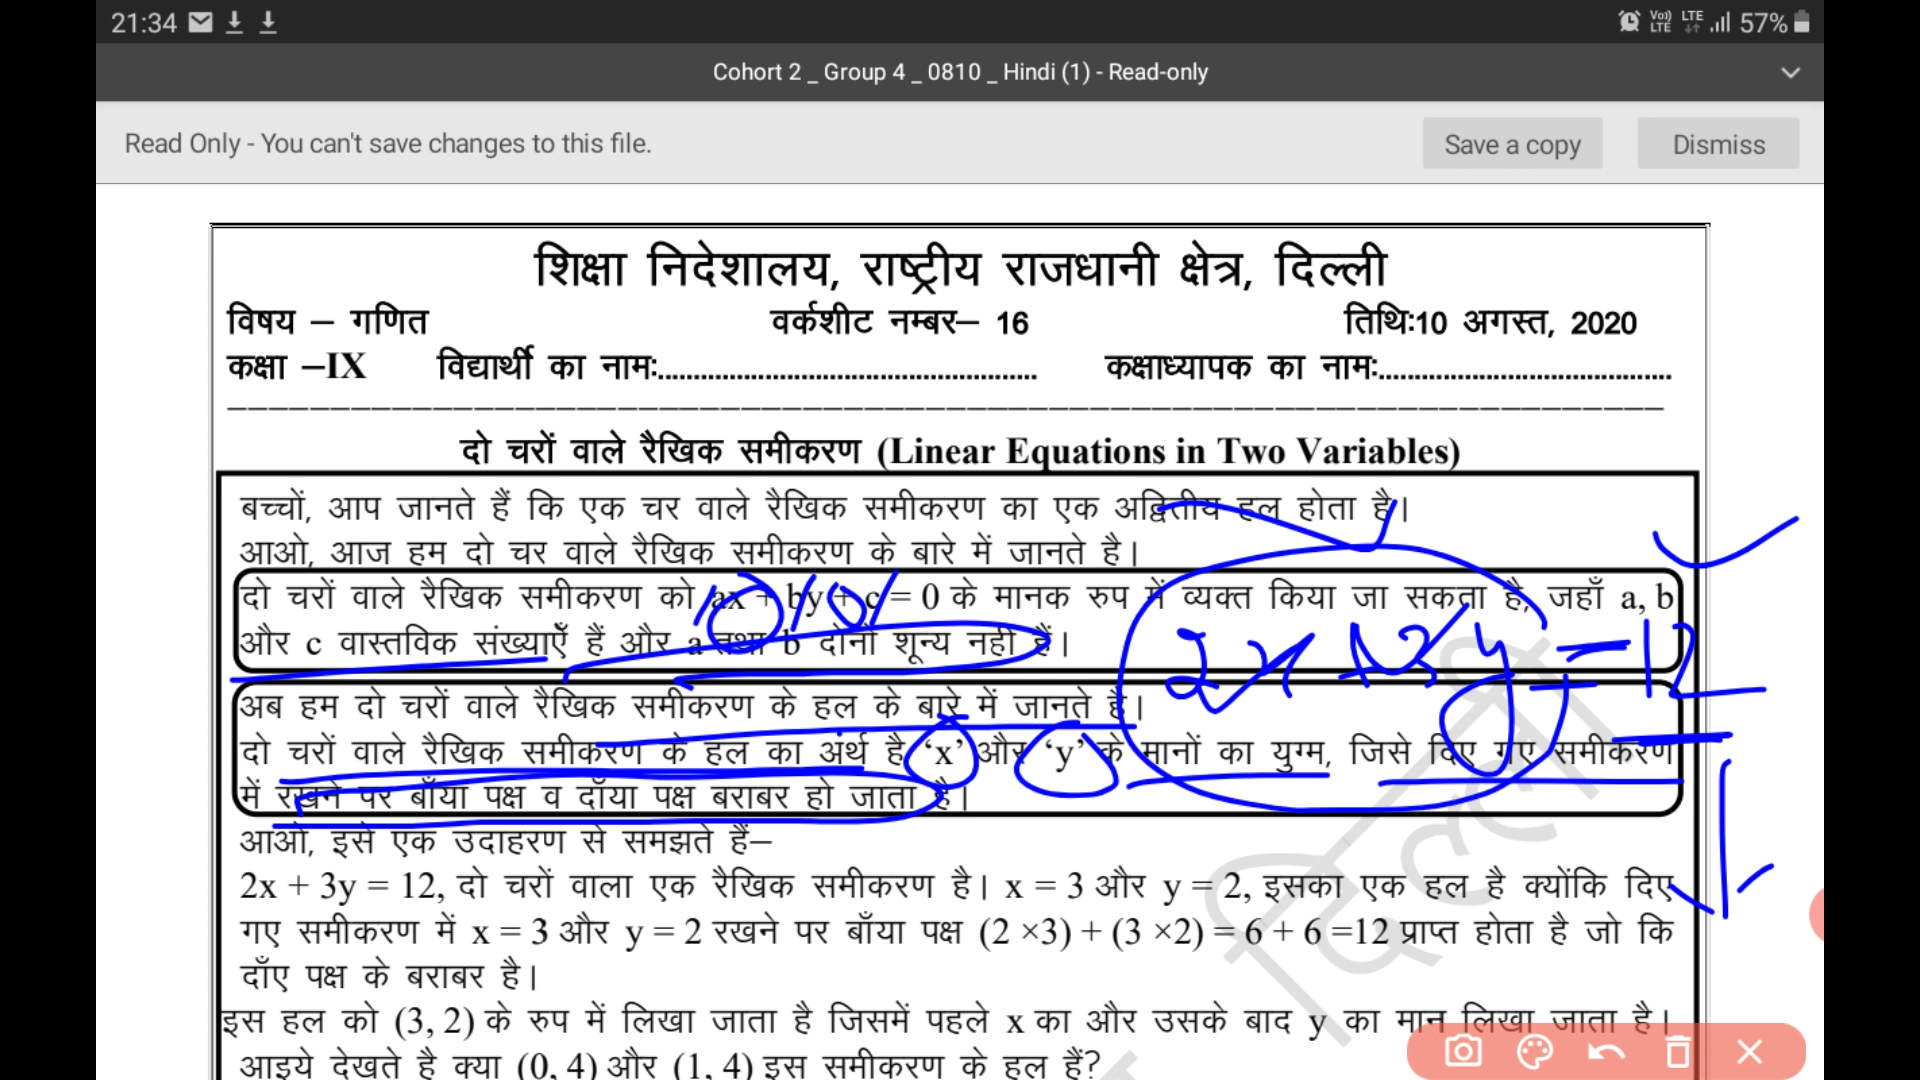 21:34
Vo)) LTE LTE 57%
Cohort 2 _ Group 4 _ 0810 _ Hindi (1) - Read-only
Read Only - You can't save changes to this file.
Save a copy
Dismiss
शिक्षा निदेशालय, राष्ट्रीय राजधानी क्षेत्र, दिल्ली
विषय – गणित वर्कशीट नम्बर– 16 तिथिः10 अगस्त, 2020
कक्षा –IX विद्यार्थी का नामः..................................................... कक्षाध्यापक का नामः.........................................
दो चरों वाले रैखिक समीकरण (Linear Equations in Two Variables)
बच्चों, आप जानते हैं कि एक चर वाले रैखिक समीकरण का एक अद्वितीय हल होता है।
आओ, आज हम दो चर वाले रैखिक समीकरण के बारे में जानते है।
दो चरों वाले रैखिक समीकरण को ax + by + c = 0 के मानक रुप में व्यक्त किया जा सकता है, जहाँ a, b
और c वास्तविक संख्याएँ हैं और a तथा b दोनों शून्य नही हैं।
2x + 3y = 12
अब हम दो चरों वाले रैखिक समीकरण के हल के बारे में जानते है।
दो चरों वाले रैखिक समीकरण के हल का अर्थ है ‘x’ और ‘y’ के मानों का युग्म, जिसे दिए गए समीकरण
में रखने पर बाँया पक्ष व दाँया पक्ष बराबर हो जाता है।
आओ, इसे एक उदाहरण से समझते हैं–
2x + 3y = 12, दो चरों वाला एक रैखिक समीकरण है। x = 3 और y = 2, इसका एक हल है क्योंकि दिए
गए समीकरण में x = 3 और y = 2 रखने पर बाँया पक्ष (2 ×3) + (3 ×2) = 6 + 6 =12 प्राप्त होता है जो कि
दाँए पक्ष के बराबर है।
इस हल को (3, 2) के रुप में लिखा जाता है जिसमें पहले x का और उसके बाद y का मान लिखा जाता है।
आइये देखते है क्या (0, 4) और (1, 4) इस समीकरण के हल हैं?
दिल्ली